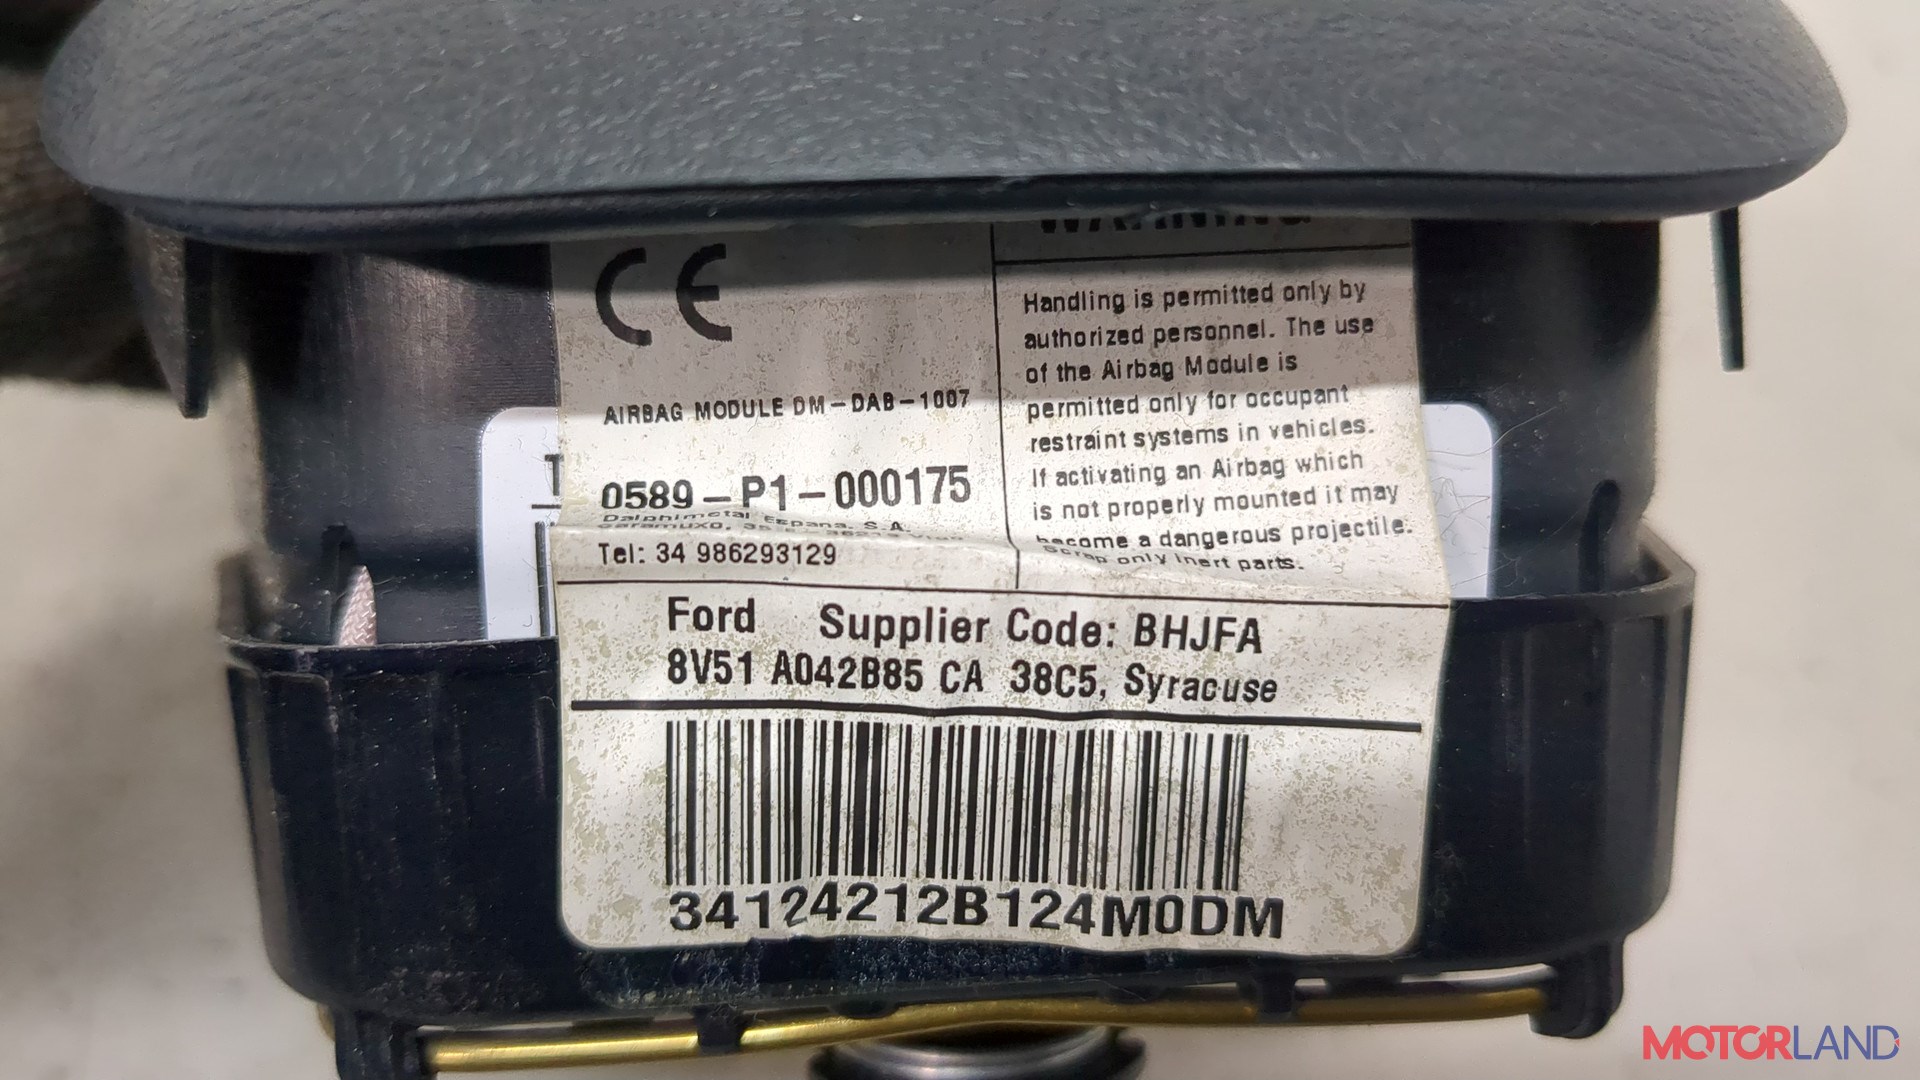 WARNING
CE
Handling is permitted only by
authorized personnel. The use
of the Airbag Module is
permitted only for occupant
restraint systems in vehicles.
If activating an Airbag which
is not properly mounted it may
become a dangerous projectile.
Scrap only inert parts.
AIRBAG MODULE DM-DAB-1007
0589-P1-000175
Dalphimetal Espana, S.A.
Tel: 34 986293129
Ford Supplier Code: BHJFA
8V51 A042B85 CA 38C5, Syracuse
34124212B124M0DM
T
MOTORLAND